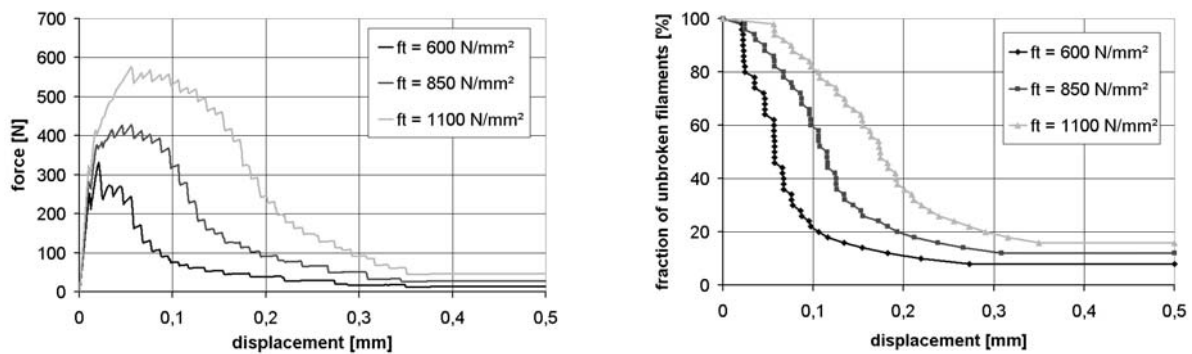 force [N]
700
600
500
400
300
200
100
0
0
0,1
0,2
0,3
0,4
0,5
displacement [mm]
ft = 600 N/mm²
ft = 850 N/mm²
ft = 1100 N/mm²
fraction of unbroken filaments [%]
100
80
60
40
20
0
0
0,1
0,2
0,3
0,4
0,5
displacement [mm]
ft = 600 N/mm²
ft = 850 N/mm²
ft = 1100 N/mm²